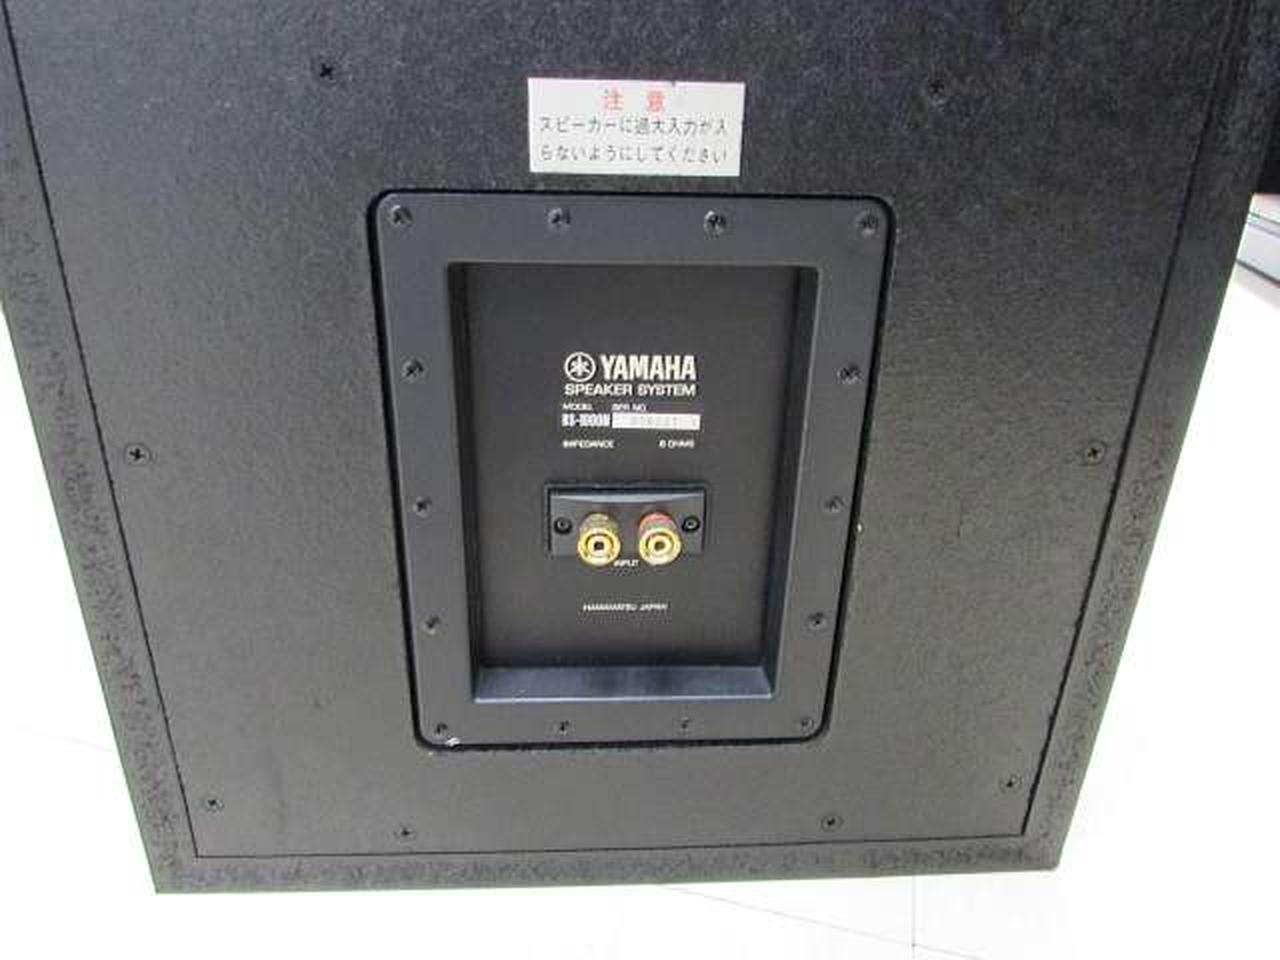 注 意
スピーカーに過大入力が入
らないようにしてください
YAMAHA
SPEAKER SYSTEM
MODEL SER NO.
IMPEDANCE 8 OHMS
INPUT
HAMAMATSU JAPAN